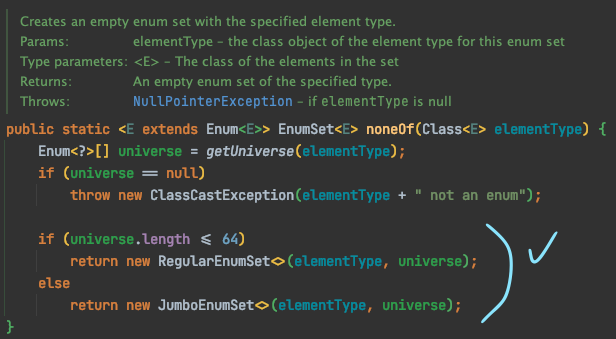 Creates an empty enum set with the specified element type.
Params: elementType – the class object of the element type for this enum set
Type parameters: <E> – The class of the elements in the set
Returns: An empty enum set of the specified type.
Throws: NullPointerException – if elementType is null
public static <E extends Enum<E>> EnumSet<E> noneOf(Class<E> elementType) {
    Enum<?>[] universe = getUniverse(elementType);
    if (universe == null)
        throw new ClassCastException(elementType + " not an enum");

    if (universe.length <= 64)
        return new RegularEnumSet<>(elementType, universe);
    else
        return new JumboEnumSet<>(elementType, universe);
}